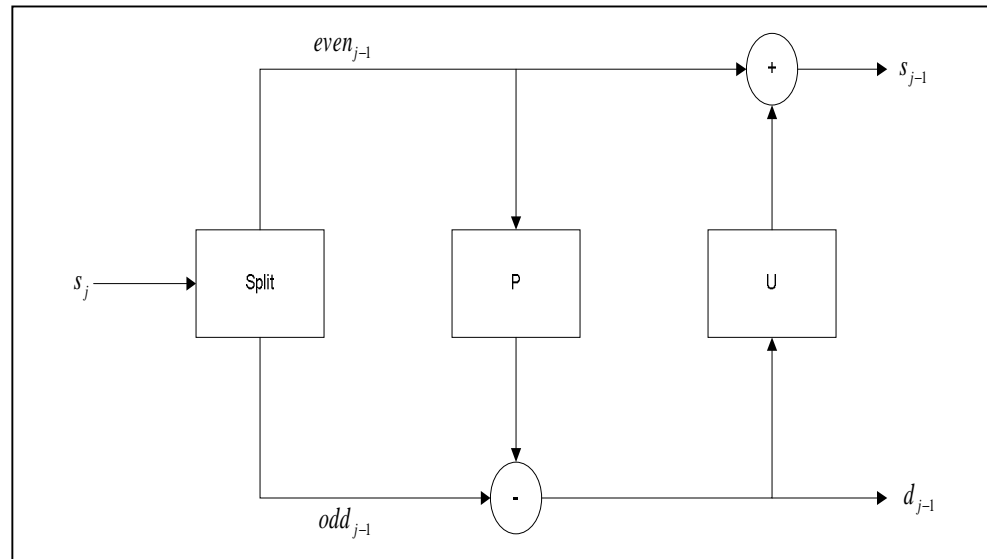 even_{j-1}
+
s_{j-1}
s_j
Split
P
U
-
odd_{j-1}
d_{j-1}